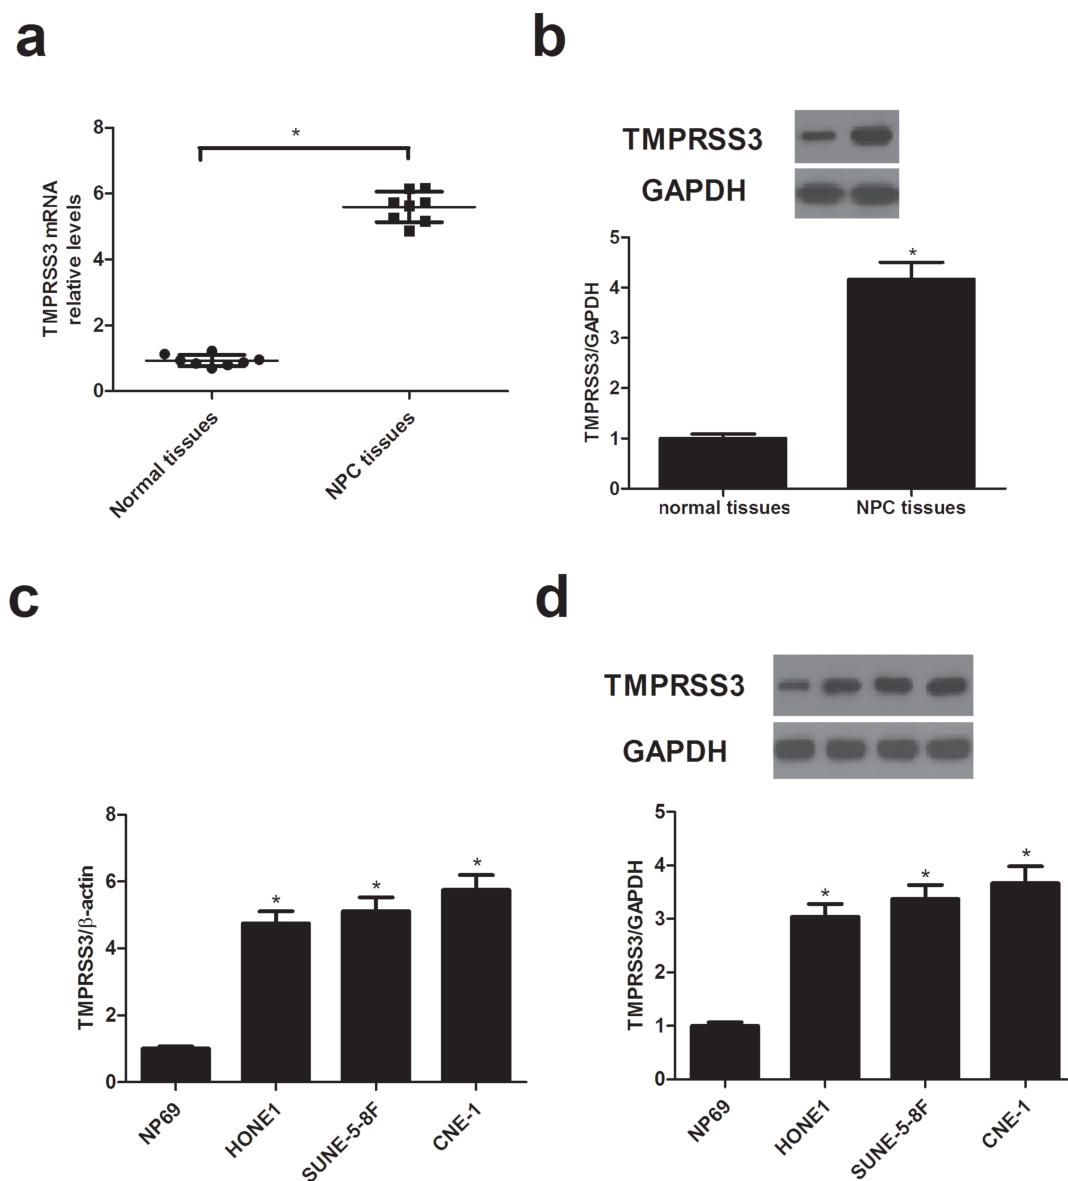 a
8
6
4
2
0
TMPRSS3 mRNA
relative levels
*
Normal tissues
NPC tissues
b
TMPRSS3
GAPDH
5
4
3
2
1
0
TMPRSS3/GAPDH
*
normal tissues
NPC tissues
c
8
6
4
2
0
TMPRSS3/β-actin
*
*
*
NP69
HONE1
SUNE-5-8F
CNE-1
d
TMPRSS3
GAPDH
5
4
3
2
1
0
TMPRSS3/GAPDH
*
*
*
NP69
HONE1
SUNE-5-8F
CNE-1